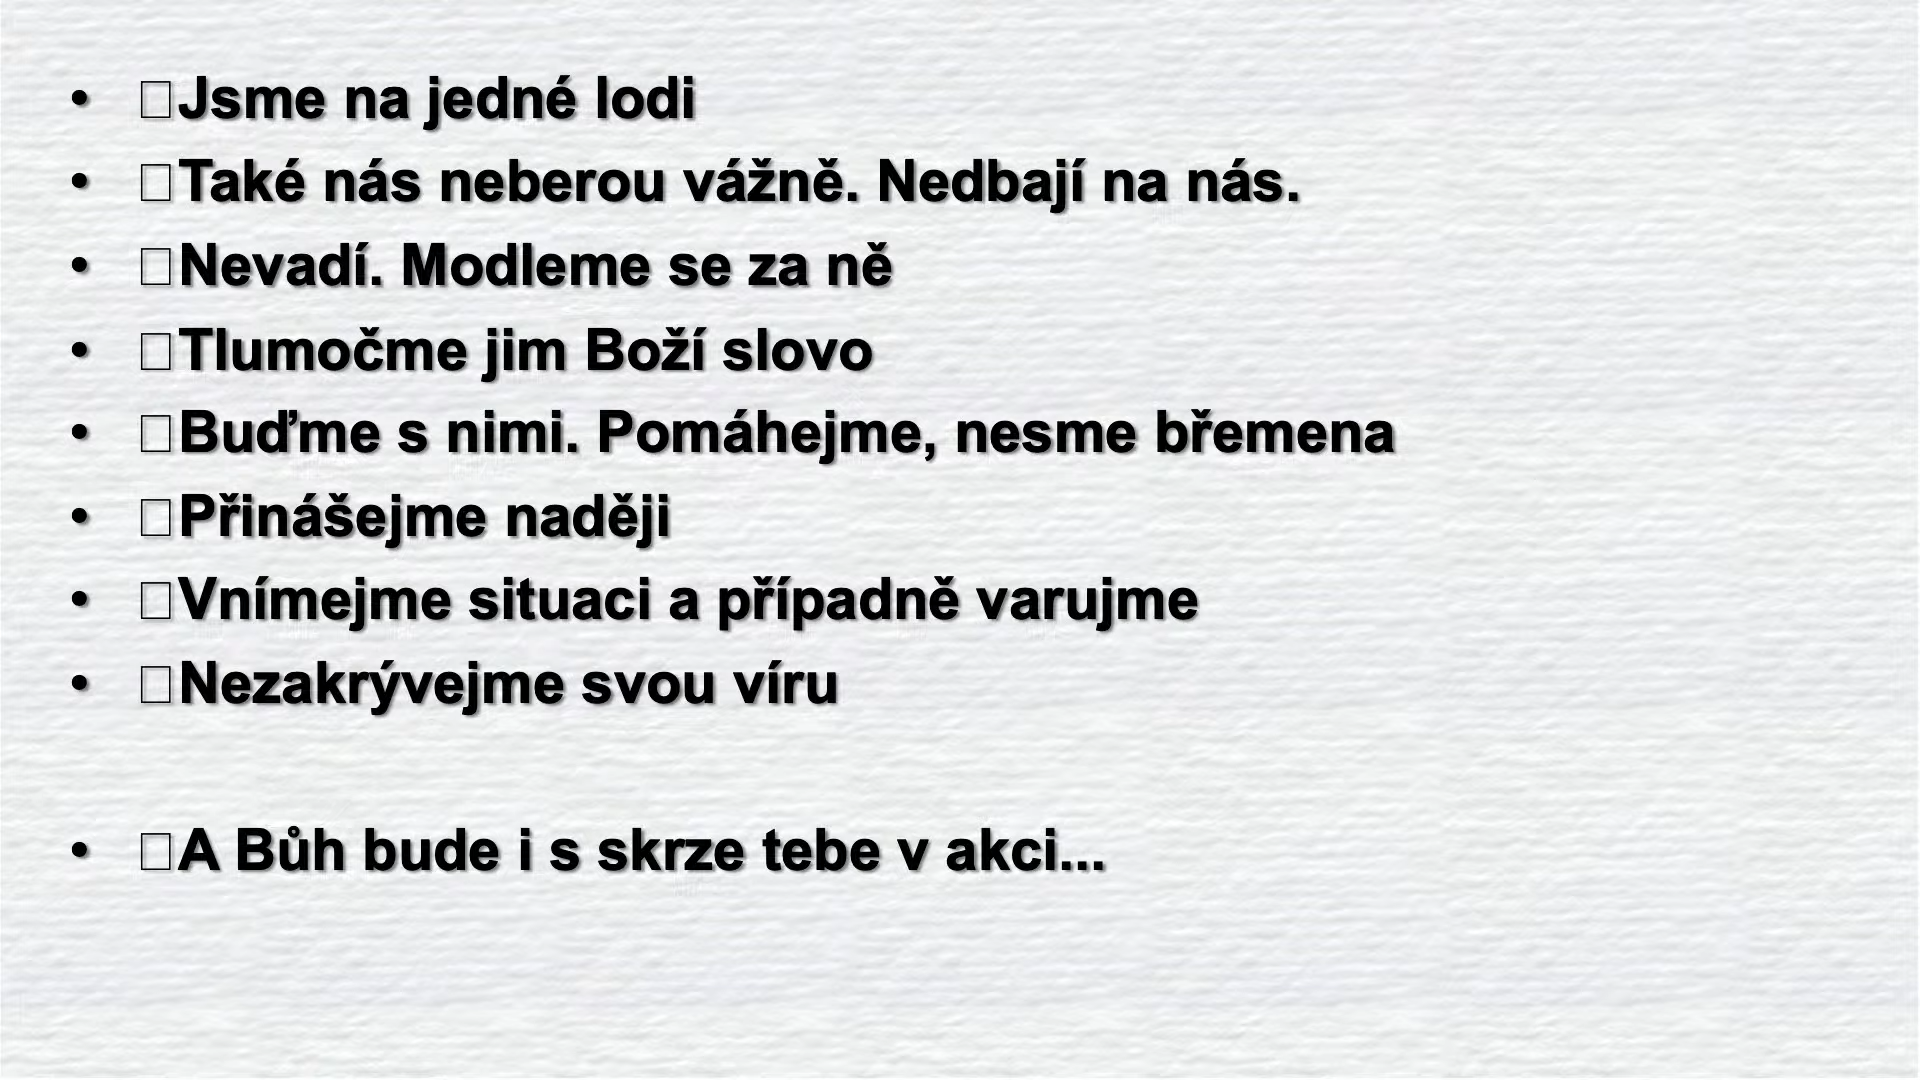 • □Jsme na jedné lodi
• □Také nás neberou vážně. Nedbají na nás.
• □Nevadí. Modleme se za ně
• □Tlumočme jim Boží slovo
• □Buďme s nimi. Pomáhejme, nesme břemena
• □Přinášejme naději
• □Vnímejme situaci a případně varujme
• □Nezakrývejme svou víru
• □A Bůh bude i s skrze tebe v akci...